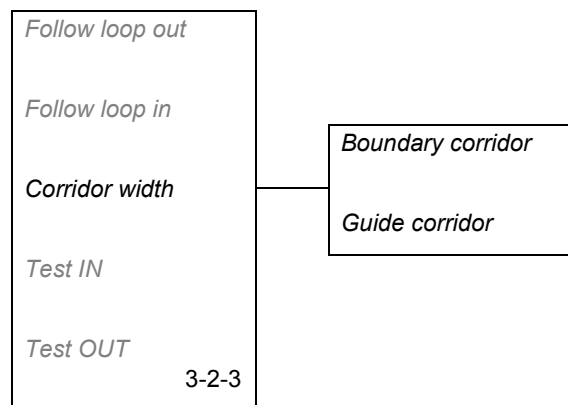 Follow loop out
Follow loop in
Corridor width
Test IN
Test OUT
3-2-3
Boundary corridor
Guide corridor